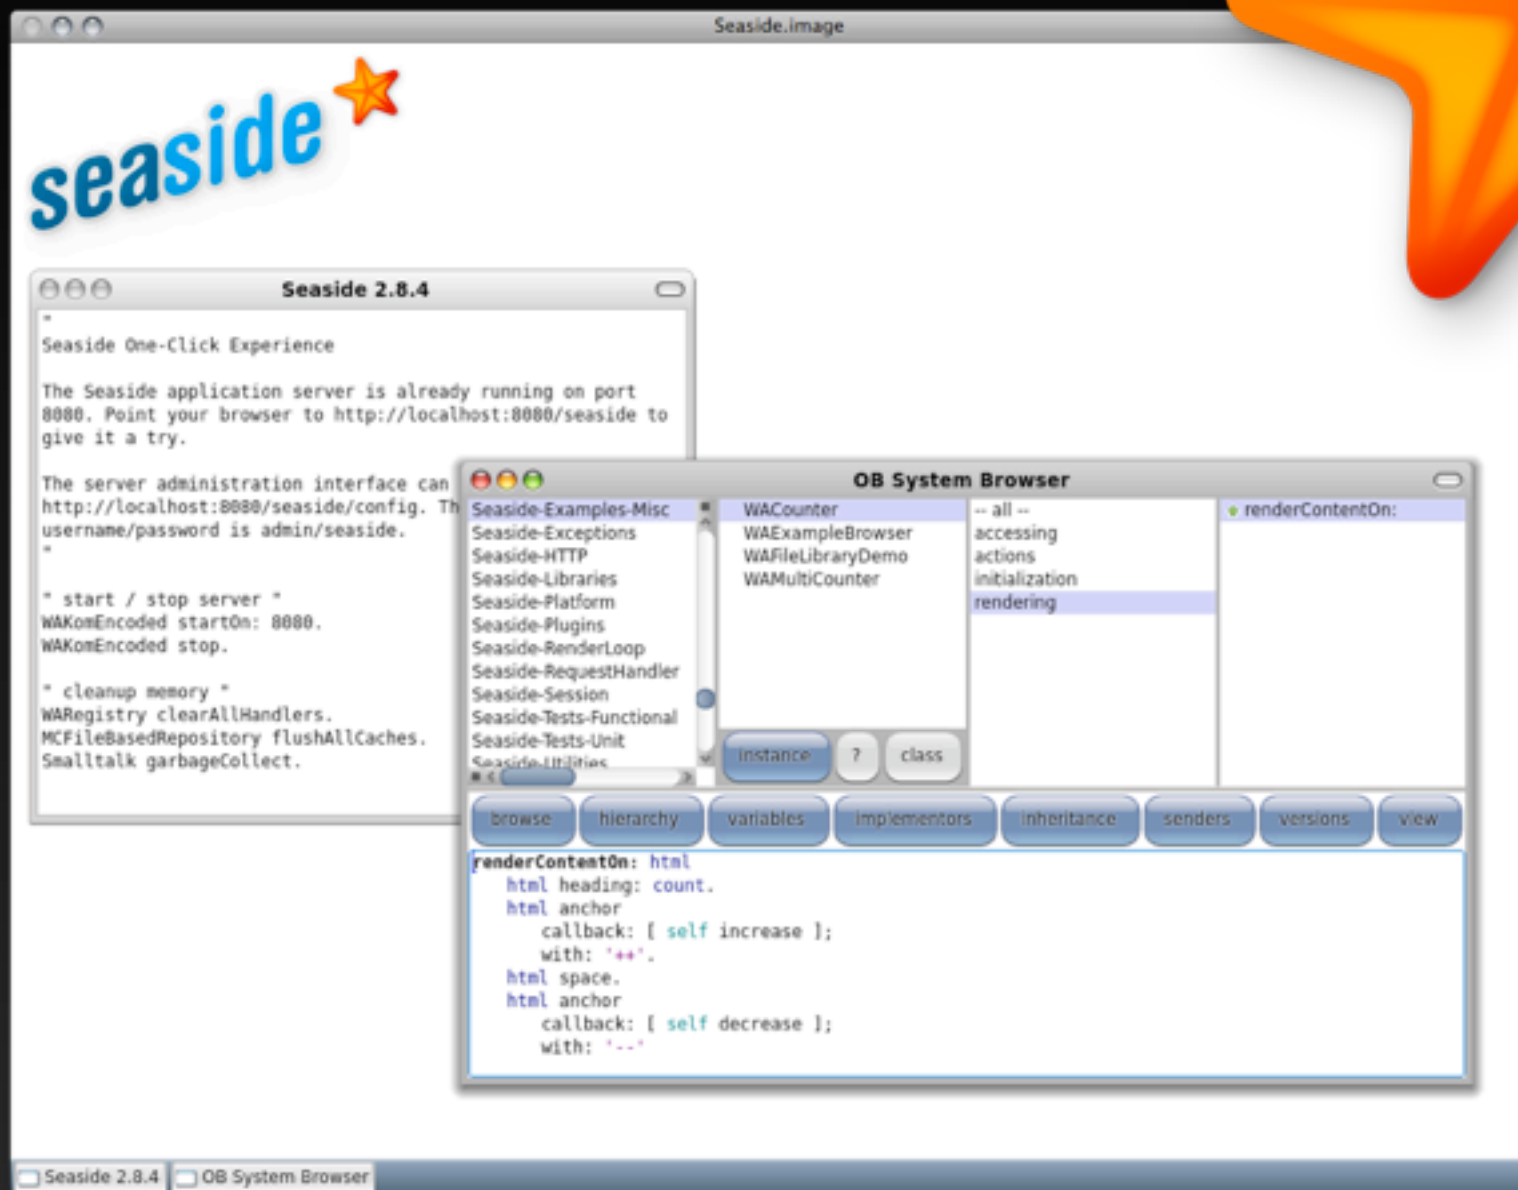 Seaside.image
seaside
Seaside 2.8.4
"
Seaside One-Click Experience
The Seaside application server is already running on port
8080. Point your browser to http://localhost:8080/seaside to
give it a try.
The server administration interface can
http://localhost:8080/seaside/config. Th
username/password is admin/seaside.
"
" start / stop server "
WAKomEncoded startOn: 8080.
WAKomEncoded stop.
" cleanup memory "
WARegistry clearAllHandlers.
MCFileBasedRepository flushAllCaches.
Smalltalk garbageCollect.
OB System Browser
Seaside-Examples-Misc
Seaside-Exceptions
Seaside-HTTP
Seaside-Libraries
Seaside-Platform
Seaside-Plugins
Seaside-RenderLoop
Seaside-RequestHandler
Seaside-Session
Seaside-Tests-Functional
Seaside-Tests-Unit
Seaside-Utilities
WACounter
WAExampleBrowser
WAFileLibraryDemo
WAMultiCounter
instance ? class
-- all --
accessing
actions
initialization
rendering
renderContentOn:
browse hierarchy variables implementors inheritance senders versions view
renderContentOn: html
html heading: count.
html anchor
callback: [ self increase ];
with: '++'.
html space.
html anchor
callback: [ self decrease ];
with: '--'
Seaside 2.8.4 OB System Browser